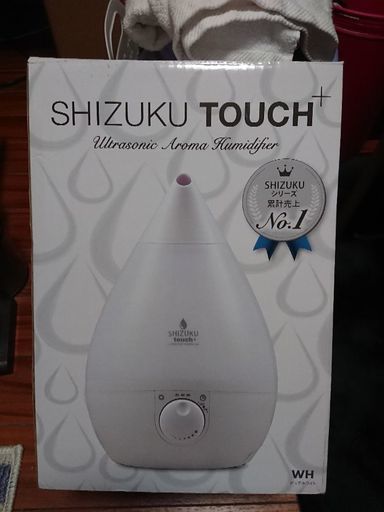 SHIZUKU TOUCH+
Ultrasonic Aroma Humidifier
SHIZUKU
シリーズ
累計売上
No.1
SHIZUKU
touch+
WH